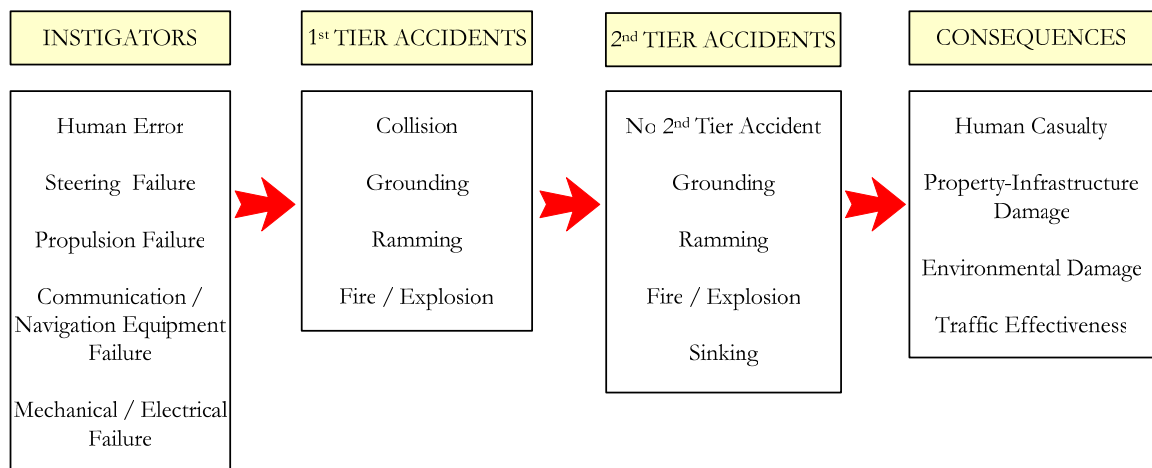 INSTIGATORS
Human Error
Steering Failure
Propulsion Failure
Communication /
Navigation Equipment
Failure
Mechanical / Electrical
Failure
1st TIER ACCIDENTS
Collision
Grounding
Ramming
Fire / Explosion
2nd TIER ACCIDENTS
No 2nd Tier Accident
Grounding
Ramming
Fire / Explosion
Sinking
CONSEQUENCES
Human Casualty
Property-Infrastructure
Damage
Environmental Damage
Traffic Effectiveness